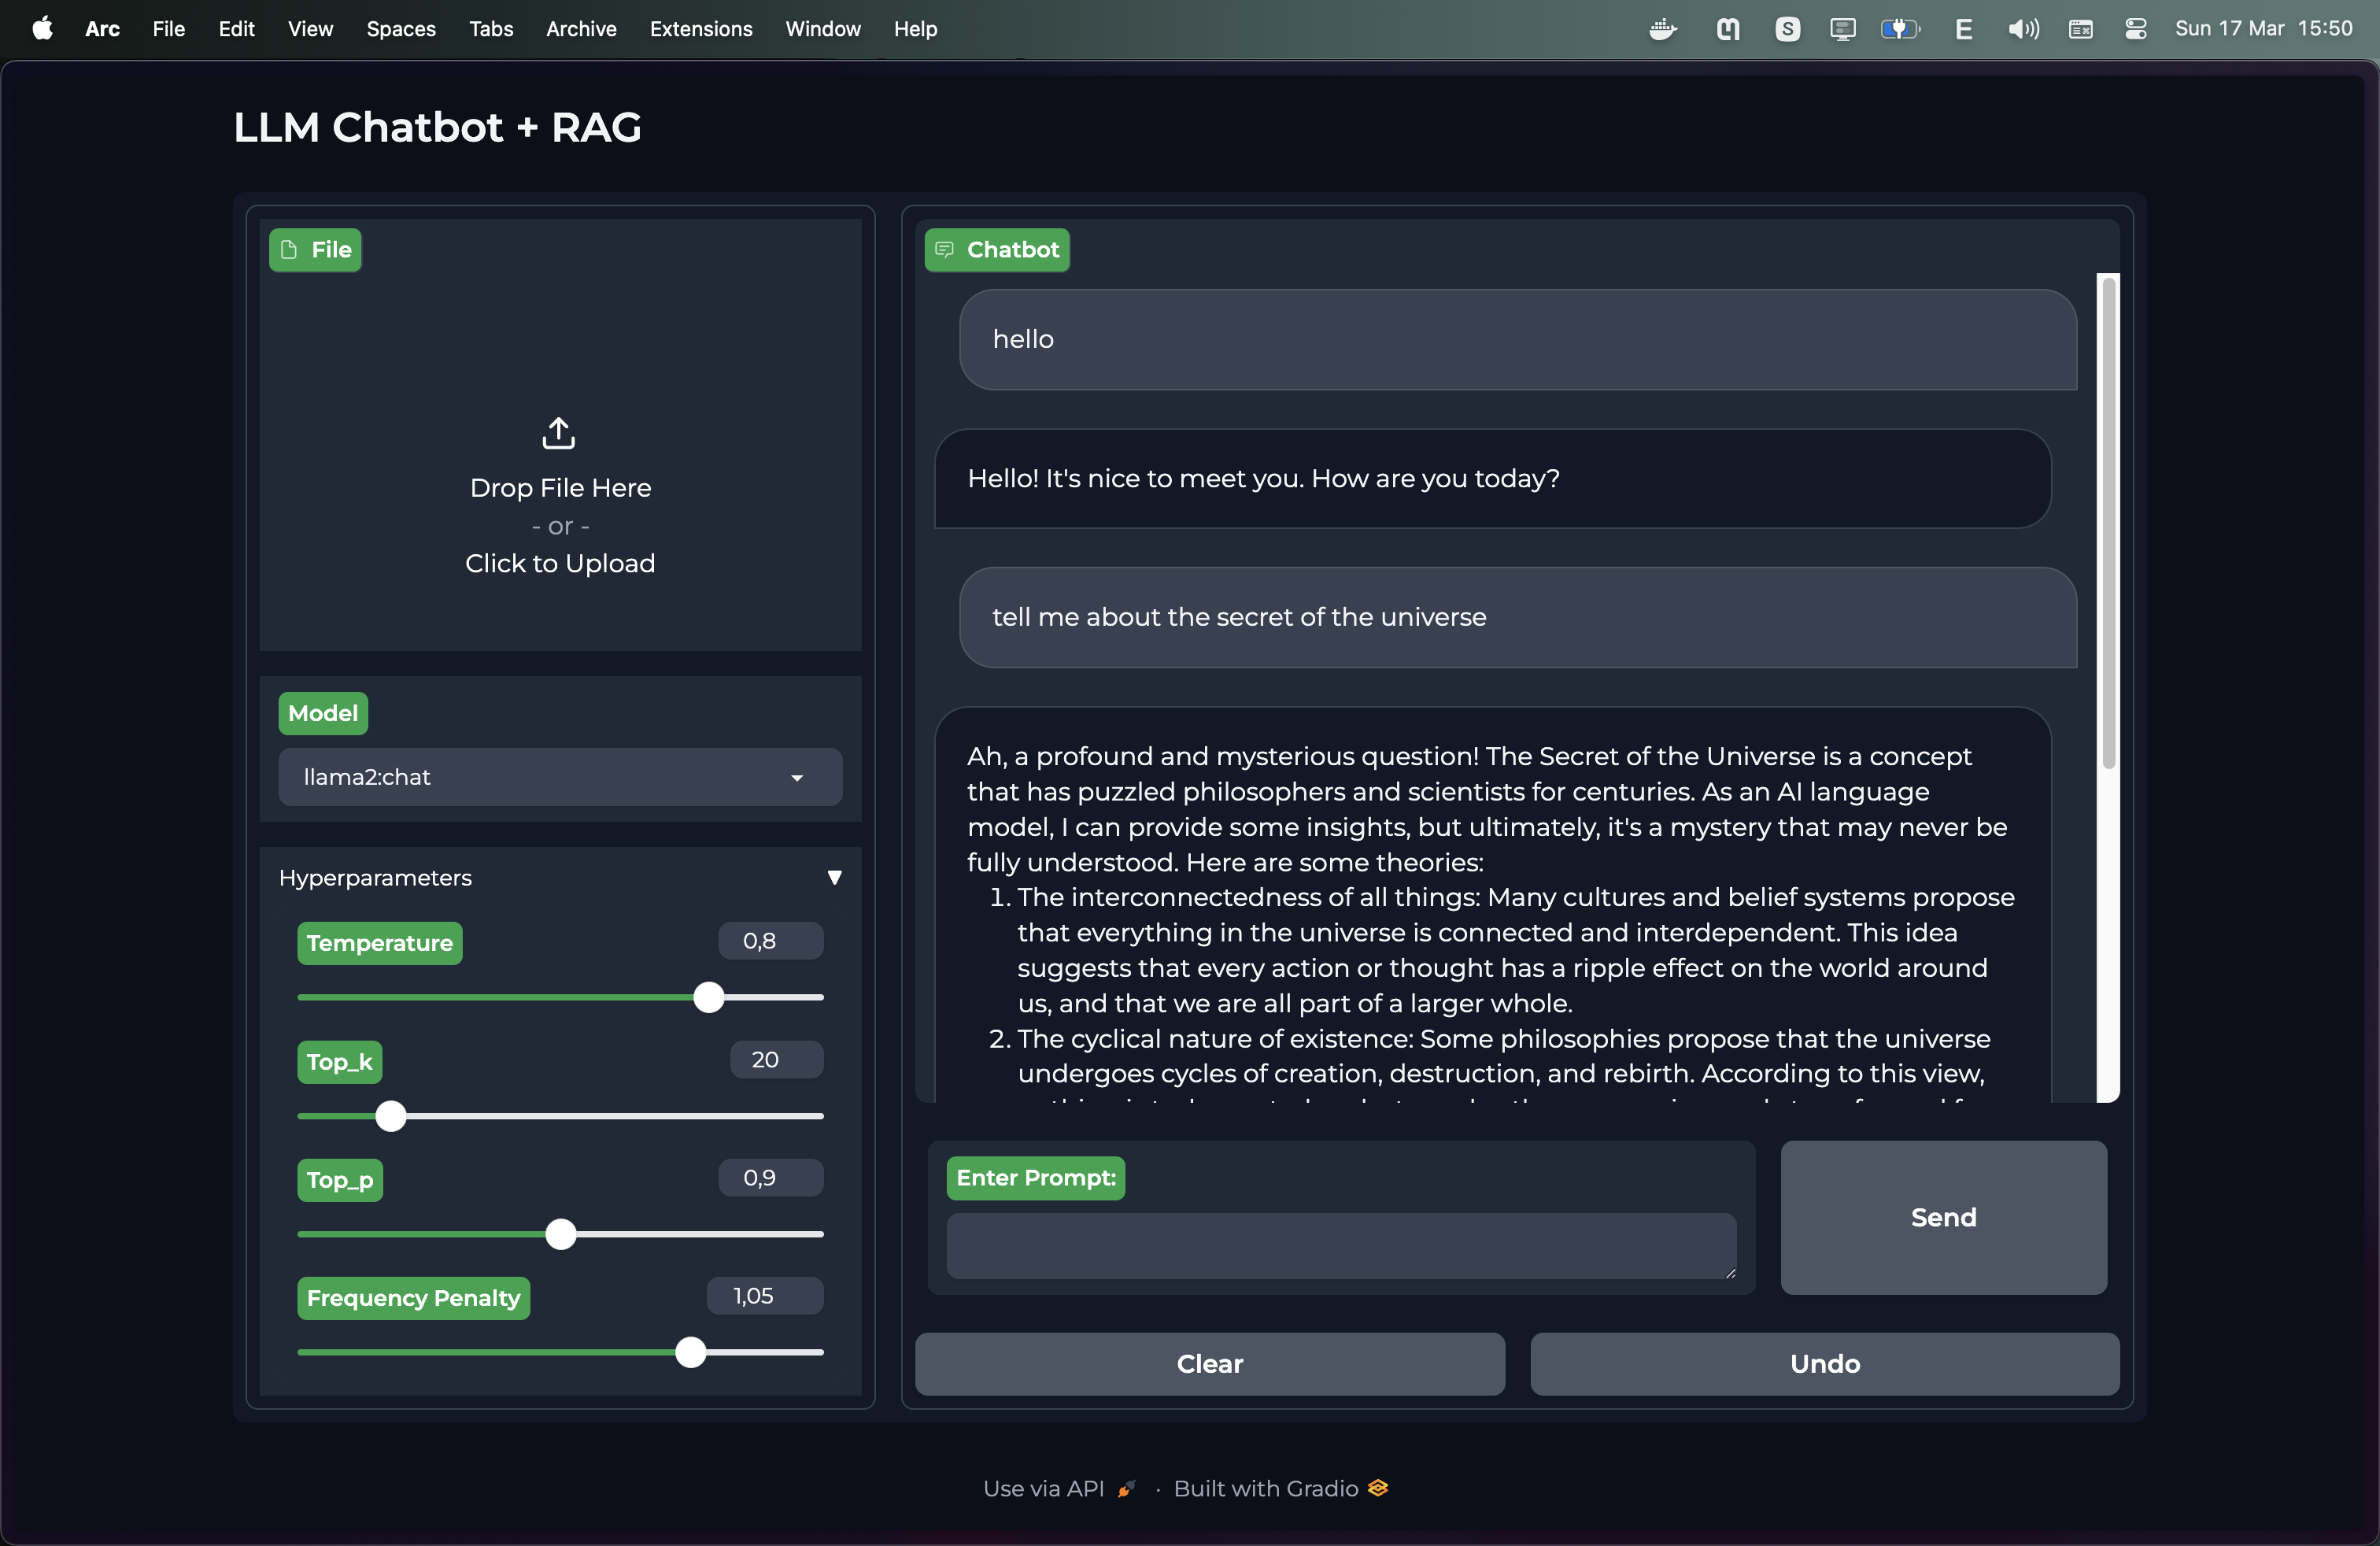 Arc File Edit View Spaces Tabs Archive Extensions Window Help E Sun 17 Mar 15:50
LLM Chatbot + RAG
File
Drop File Here
- or -
Click to Upload
Model
llama2:chat
Hyperparameters
Temperature 0,8
Top_k 20
Top_p 0,9
Frequency Penalty 1,05
Chatbot
hello
Hello! It's nice to meet you. How are you today?
tell me about the secret of the universe
Ah, a profound and mysterious question! The Secret of the Universe is a concept
that has puzzled philosophers and scientists for centuries. As an AI language
model, I can provide some insights, but ultimately, it's a mystery that may never be
fully understood. Here are some theories:
1. The interconnectedness of all things: Many cultures and belief systems propose
that everything in the universe is connected and interdependent. This idea
suggests that every action or thought has a ripple effect on the world around
us, and that we are all part of a larger whole.
2. The cyclical nature of existence: Some philosophies propose that the universe
undergoes cycles of creation, destruction, and rebirth. According to this view,
Enter Prompt:
Send
Clear Undo
Use via API · Built with Gradio